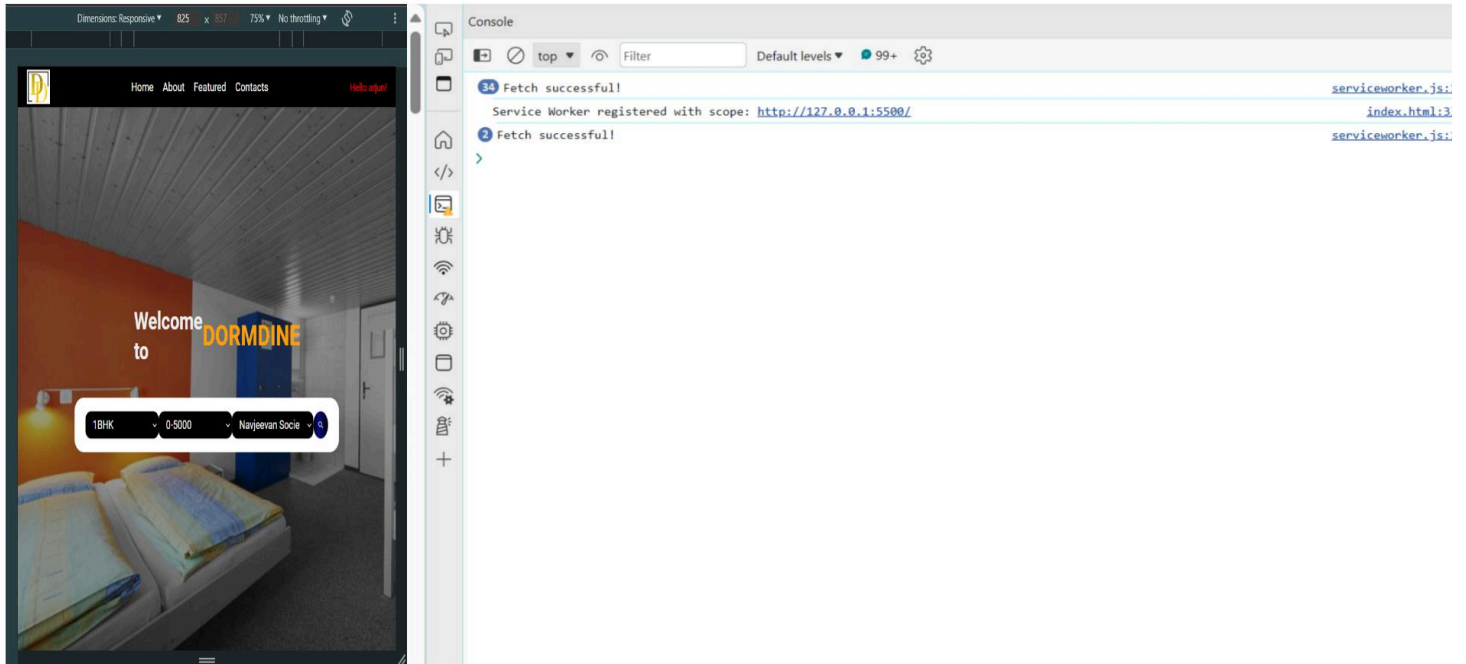 Dimensions: Responsive ▼ 825 x 857 75% ▼ No throttling ▼
DD
Home About Featured Contacts Hello arjun!
Welcome to
DORMDINE
1BHK 0-5000 Navjeevan Socie
Console
top ▼ Filter Default levels ▼ 99+
34 Fetch successful! serviceworker.js:
Service Worker registered with scope: http://127.0.0.1:5500/ index.html:3
2 Fetch successful! serviceworker.js: